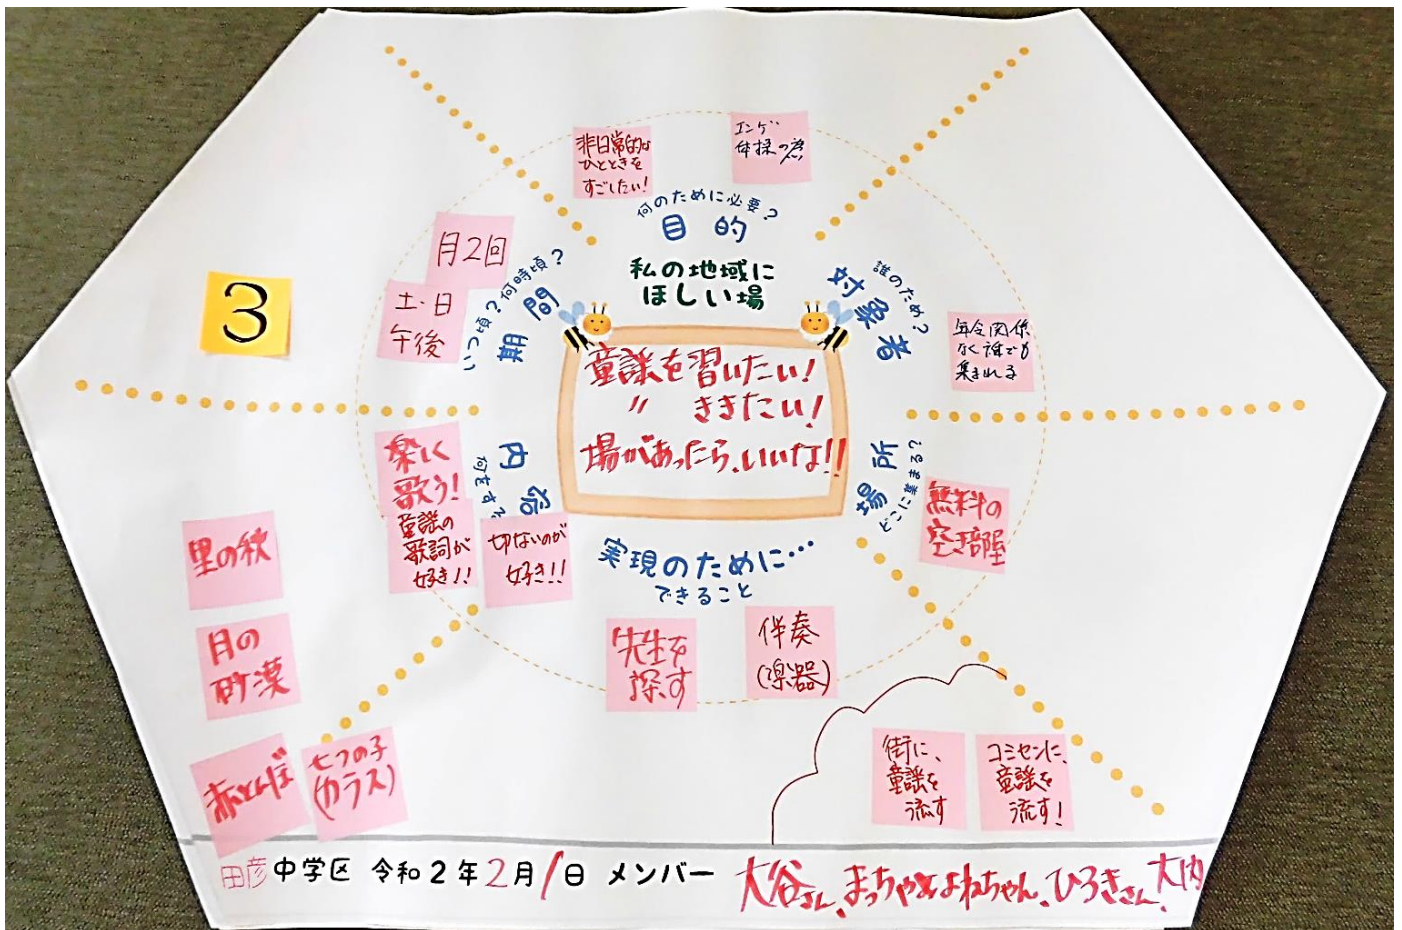 非日常的な
ひとときを
すごしたい!
エンゲ
体操の為
何のために必要?
目的
私の地域に
ほしい場
月2回
土・日
午後
いつ頃?何時頃?
期間
3
誰のため?
対象者
年令関係
なく誰でも
集まれる
童謡を習いたい!
〃 ききたい!
場があったら、いいな!!
楽しく
歌う!
童謡の
歌詞が
好き!!
切ないのが
好き!!
内容
何をする
里の秋
月の
砂漠
赤とんぼ
七つの子
(カラス)
場所
どこに集まる?
無料の
空き部屋
実現のために…
できること
先生を
探す
伴奏
(楽器)
街に、
童謡を
流す
コミセンに、
童謡を
流す!
田彦中学区 令和2年2月1日 メンバー 大谷さん、まっちゃん、よねちゃん、ひろきさん、大内